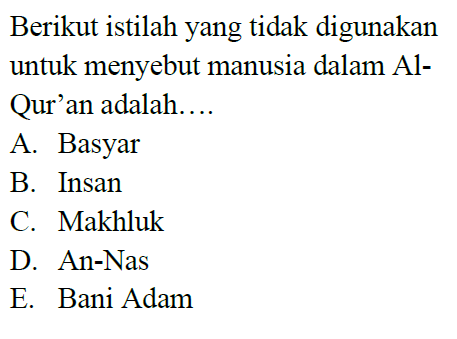 Berikut istilah yang tidak digunakan
untuk menyebut manusia dalam Al-
Qur’an adalah….
A. Basyar
B. Insan
C. Makhluk
D. An-Nas
E. Bani Adam